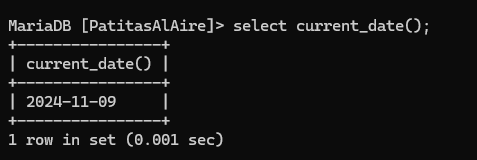 MariaDB [PatitasAlAire]> select current_date();
+----------------+
| current_date() |
+----------------+
| 2024-11-09     |
+----------------+
1 row in set (0.001 sec)